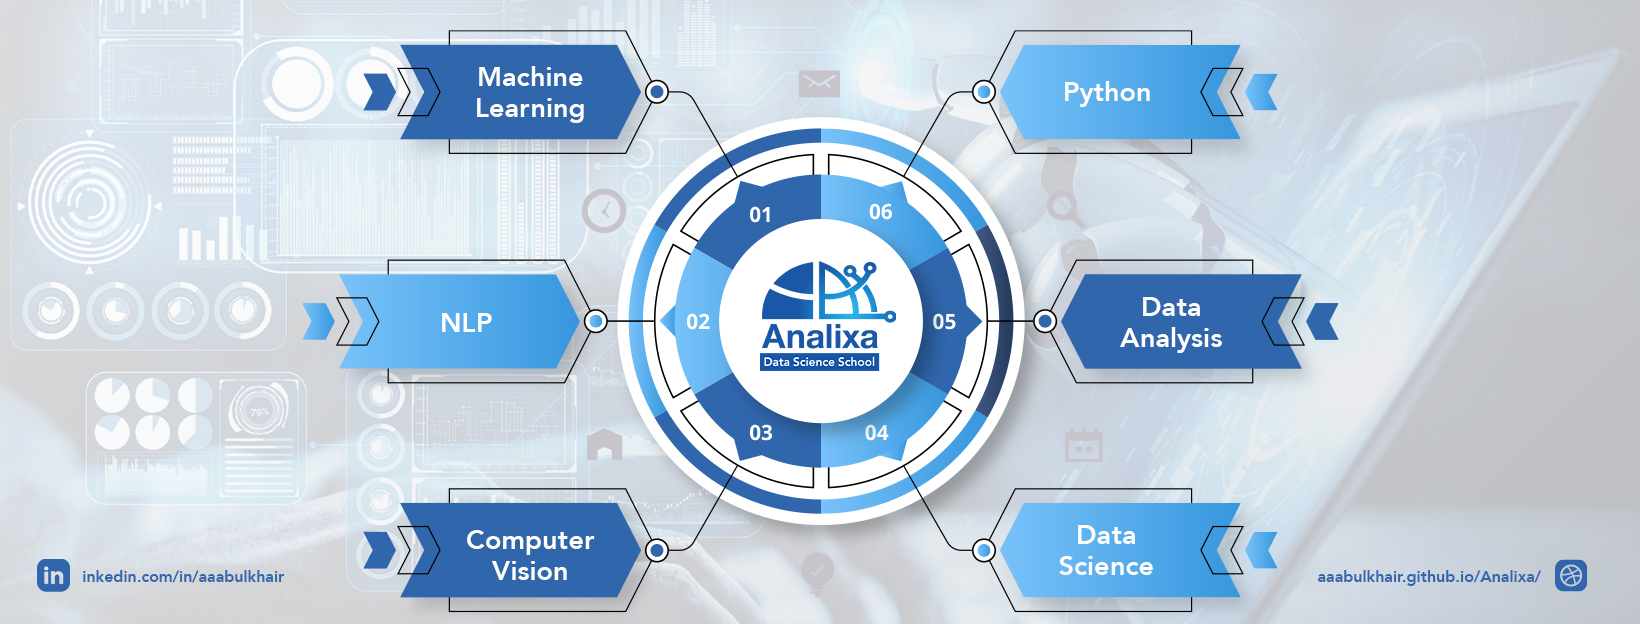 Machine
Learning
Python
01
06
NLP
02
Analixa
Data Science School
05
Data
Analysis
79%
03
04
Computer
Vision
Data
Science
in
inkedin.com/in/aaabulkhair
aaabulkhair.github.io/Analixa/